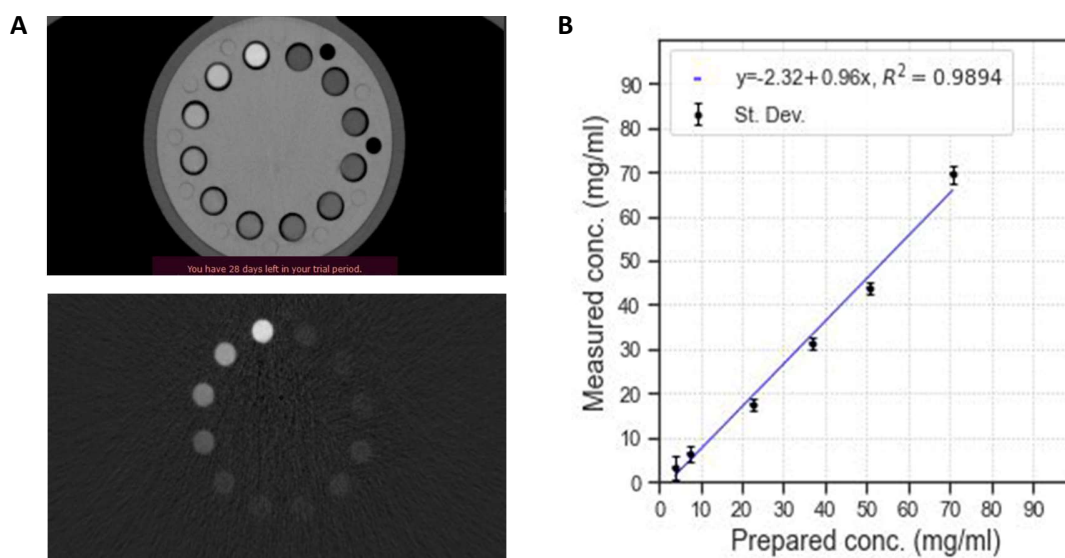 A
You have 28 days left in your trial period.
B
y=-2.32+0.96x, R² = 0.9894
St. Dev.
Measured conc. (mg/ml)
90
80
70
60
50
40
30
20
10
0
0 10 20 30 40 50 60 70 80 90
Prepared conc. (mg/ml)